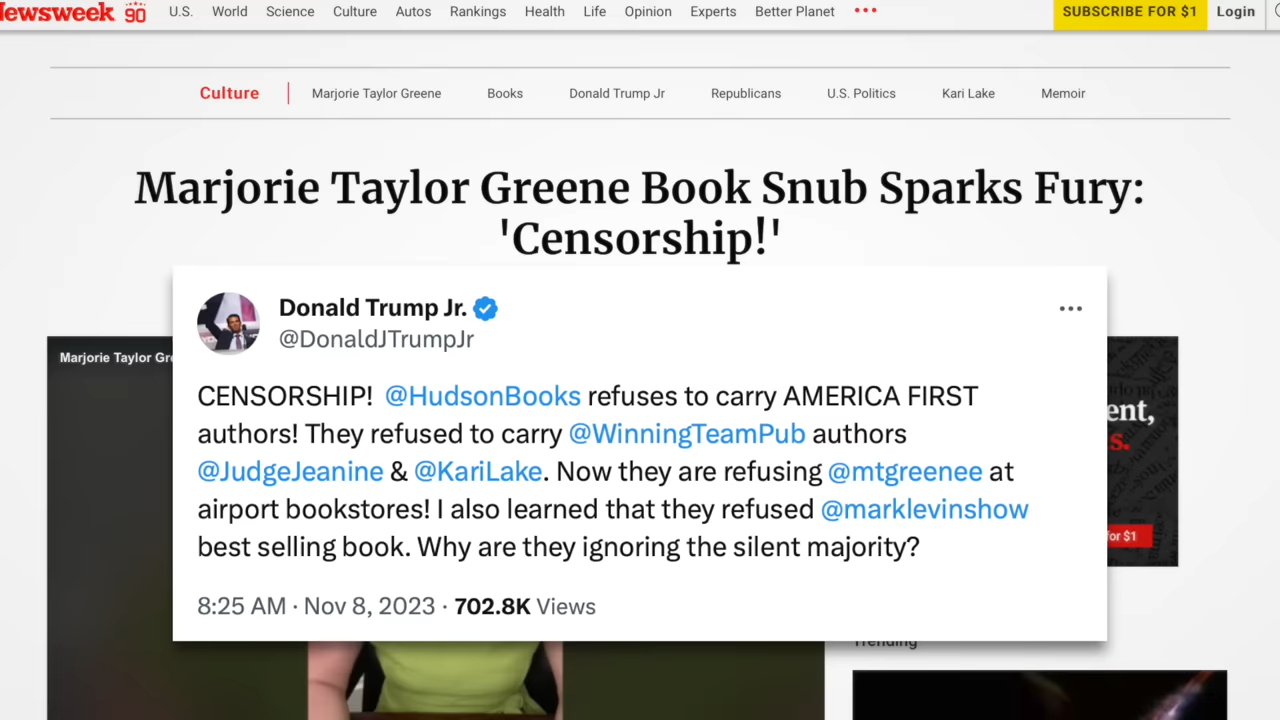 Newsweek 90 U.S. World Science Culture Autos Rankings Health Life Opinion Experts Better Planet ••• SUBSCRIBE FOR $1 Login
Culture | Marjorie Taylor Greene Books Donald Trump Jr Republicans U.S. Politics Kari Lake Memoir
Marjorie Taylor Greene Book Snub Sparks Fury:
'Censorship!'
Donald Trump Jr.
@DonaldJTrumpJr
CENSORSHIP! @HudsonBooks refuses to carry AMERICA FIRST
authors! They refused to carry @WinningTeamPub authors
@JudgeJeanine & @KariLake. Now they are refusing @mtgreenee at
airport bookstores! I also learned that they refused @marklevinshow
best selling book. Why are they ignoring the silent majority?
8:25 AM · Nov 8, 2023 · 702.8K Views
Marjorie Taylor Gre
ent,
s.
for $1
Trending